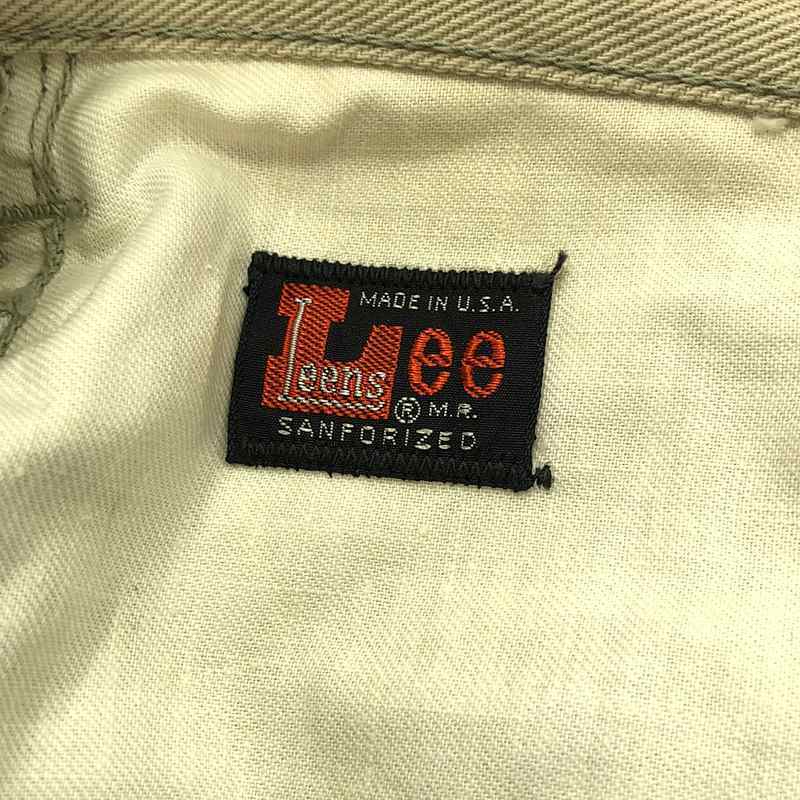 MADE IN U.S.A.
Lee
Leens
® M.R.
SANFORIZED